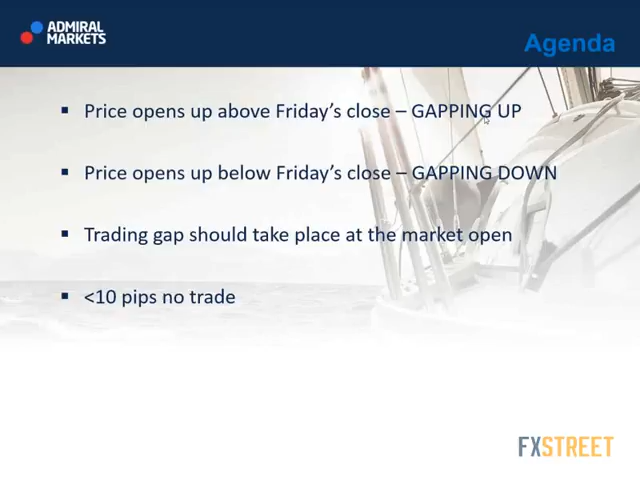 ADMIRAL
MARKETS
Agenda
▪ Price opens up above Friday's close – GAPPING UP
▪ Price opens up below Friday's close – GAPPING DOWN
▪ Trading gap should take place at the market open
▪ <10 pips no trade
FXSTREET